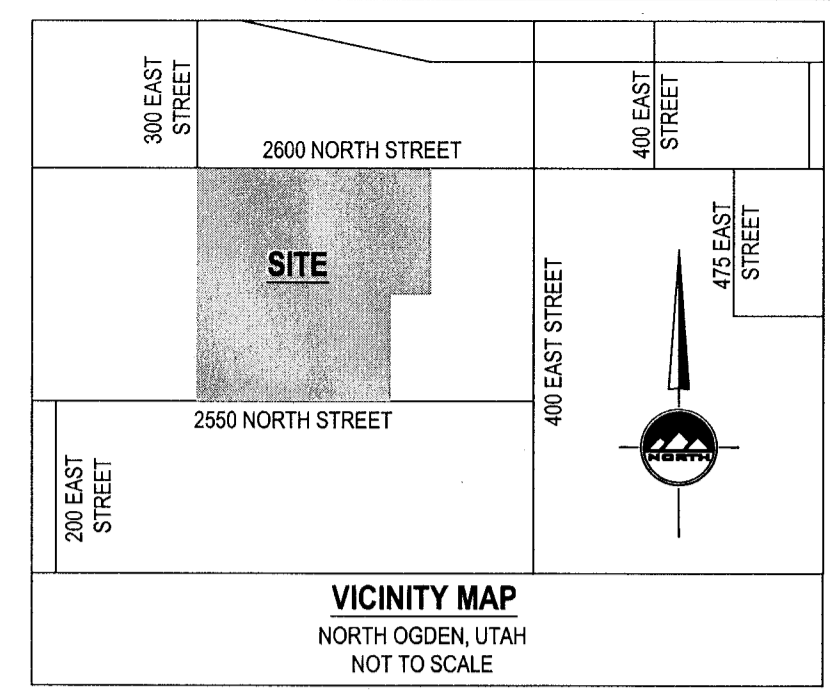 300 EAST
STREET
2600 NORTH STREET
400 EAST
STREET
475 EAST
STREET
SITE
400 EAST STREET
2550 NORTH STREET
NORTH
200 EAST
STREET
VICINITY MAP
NORTH OGDEN, UTAH
NOT TO SCALE